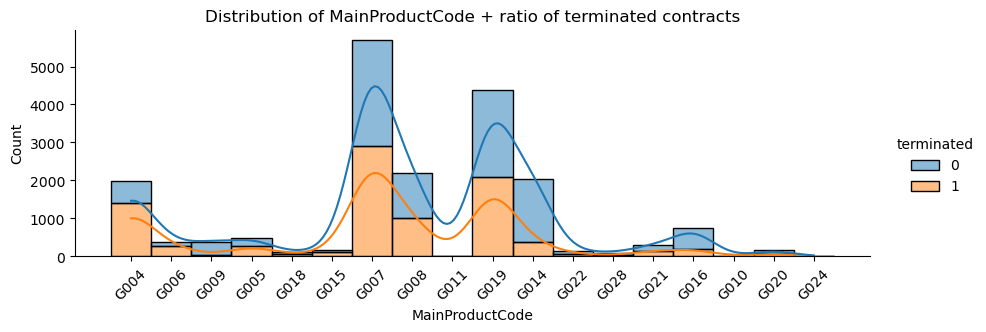 Distribution of MainProductCode + ratio of terminated contracts
Count
5000
4000
3000
2000
1000
0
G004 G006 G009 G005 G018 G015 G007 G008 G011 G019 G014 G022 G028 G021 G016 G010 G020 G024
MainProductCode
terminated
0
1